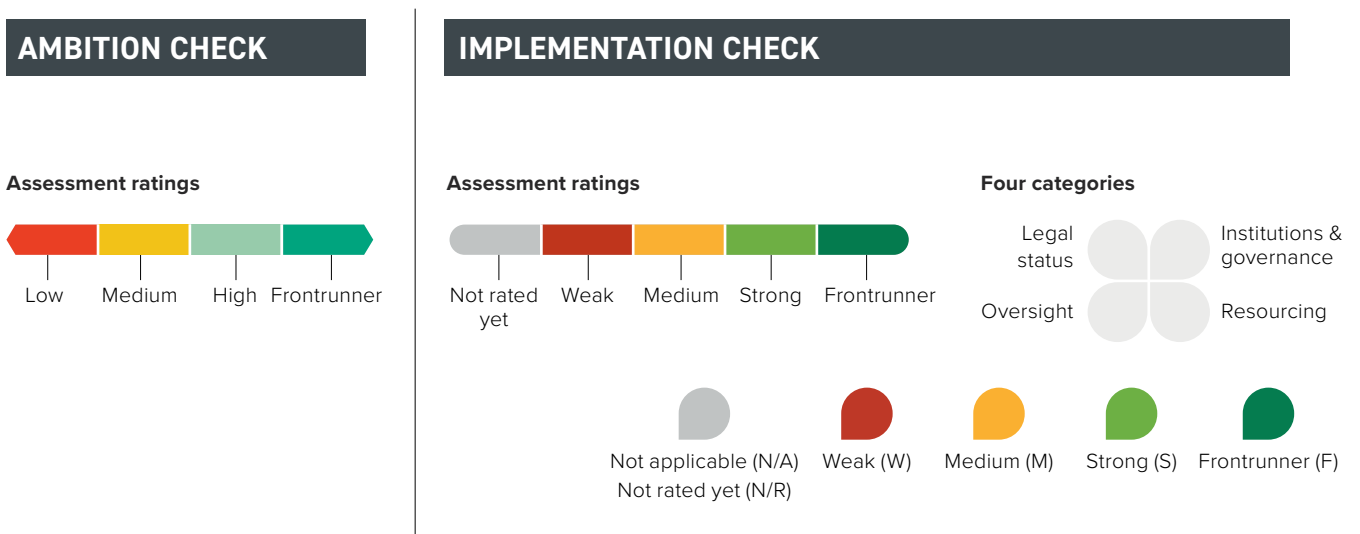 AMBITION CHECK
Assessment ratings
Low
Medium
High
Frontrunner
IMPLEMENTATION CHECK
Assessment ratings
Not rated
yet
Weak
Medium
Strong
Frontrunner
Four categories
Legal
status
Institutions &
governance
Oversight
Resourcing
Not applicable (N/A)
Not rated yet (N/R)
Weak (W)
Medium (M)
Strong (S)
Frontrunner (F)